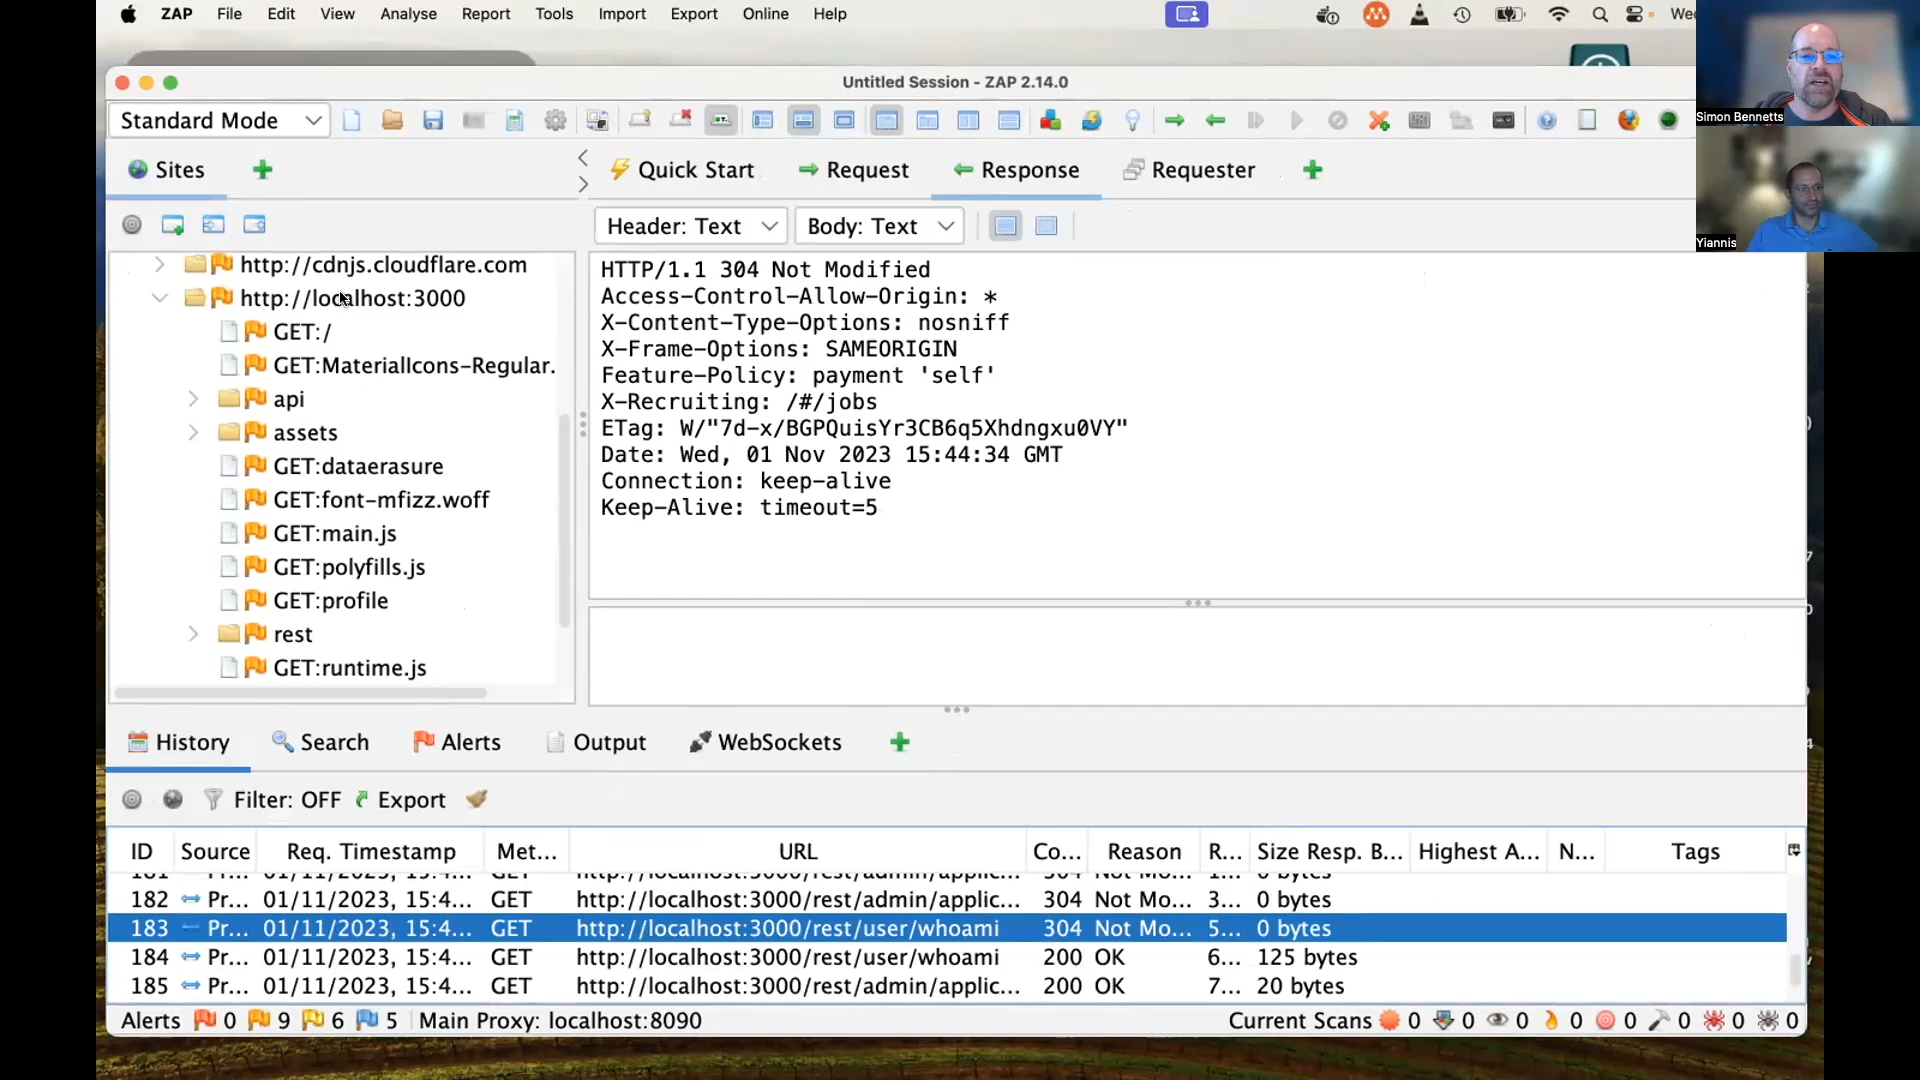 ZAP File Edit View Analyse Report Tools Import Export Online Help
Simon Bennetts
Yiannis
Untitled Session - ZAP 2.14.0
Standard Mode
Sites
Quick Start Request Response Requester
Header: Text Body: Text
http://cdnjs.cloudflare.com
http://localhost:3000
GET:/
GET:MaterialIcons-Regular.
api
assets
GET:dataerasure
GET:font-mfizz.woff
GET:main.js
GET:polyfills.js
GET:profile
rest
GET:runtime.js
HTTP/1.1 304 Not Modified
Access-Control-Allow-Origin: *
X-Content-Type-Options: nosniff
X-Frame-Options: SAMEORIGIN
Feature-Policy: payment 'self'
X-Recruiting: /#/jobs
ETag: W/"7d-x/BGPQuisYr3CB6q5Xhdngxu0VY"
Date: Wed, 01 Nov 2023 15:44:34 GMT
Connection: keep-alive
Keep-Alive: timeout=5
History Search Alerts Output WebSockets
Filter: OFF Export
ID Source Req. Timestamp Met... URL Co... Reason R... Size Resp. B... Highest A... N... Tags
182 Pr... 01/11/2023, 15:4... GET http://localhost:3000/rest/admin/applic... 304 Not Mo... 3... 0 bytes
183 Pr... 01/11/2023, 15:4... GET http://localhost:3000/rest/user/whoami 304 Not Mo... 5... 0 bytes
184 Pr... 01/11/2023, 15:4... GET http://localhost:3000/rest/user/whoami 200 OK 6... 125 bytes
185 Pr... 01/11/2023, 15:4... GET http://localhost:3000/rest/admin/applic... 200 OK 7... 20 bytes
Alerts 0 9 6 5 Main Proxy: localhost:8090 Current Scans 0 0 0 0 0 0 0 0